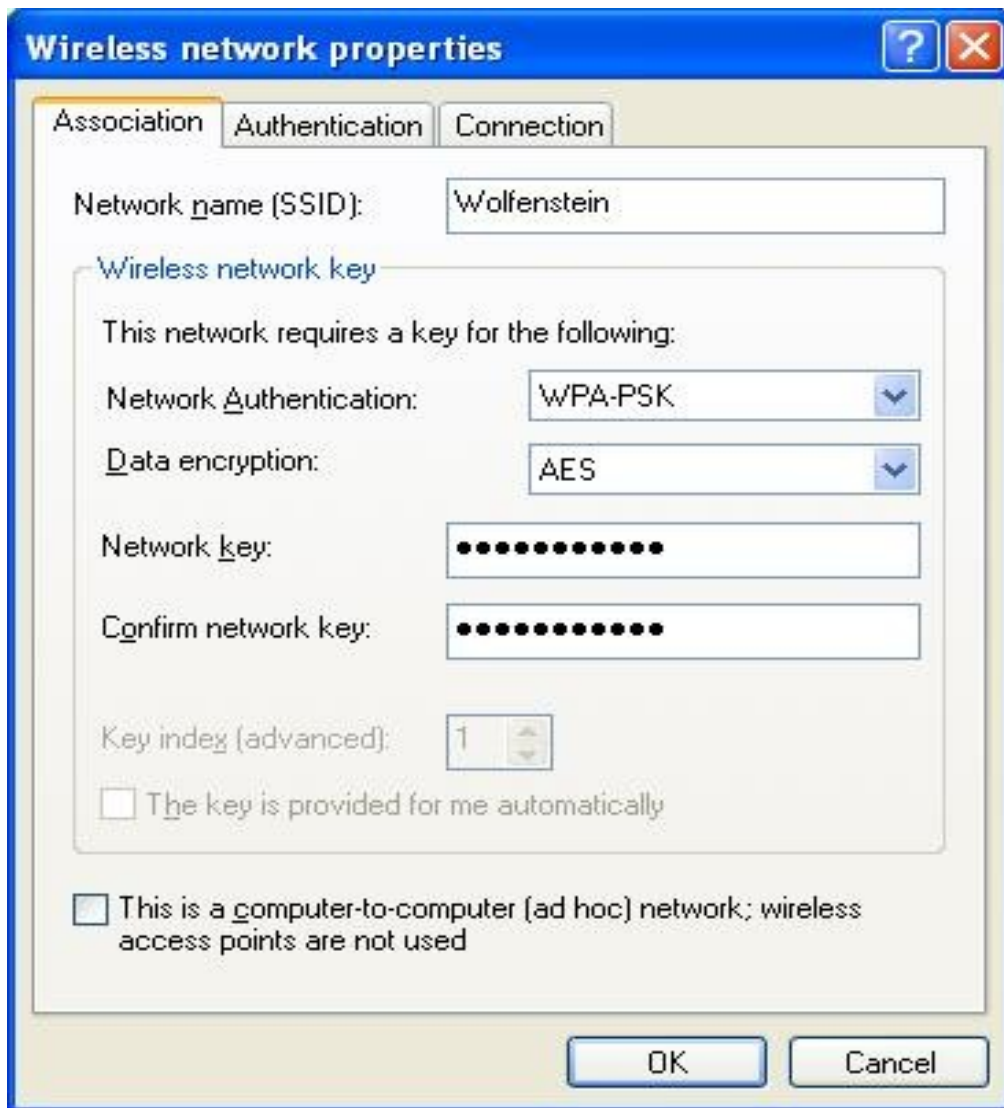 Wireless network properties
Association Authentication Connection
Network name (SSID): Wolfenstein
Wireless network key
This network requires a key for the following:
Network Authentication: WPA-PSK
Data encryption: AES
Network key: •••••••••••
Confirm network key: •••••••••••
Key index (advanced): 1
The key is provided for me automatically
This is a computer-to-computer (ad hoc) network; wireless
access points are not used
OK Cancel